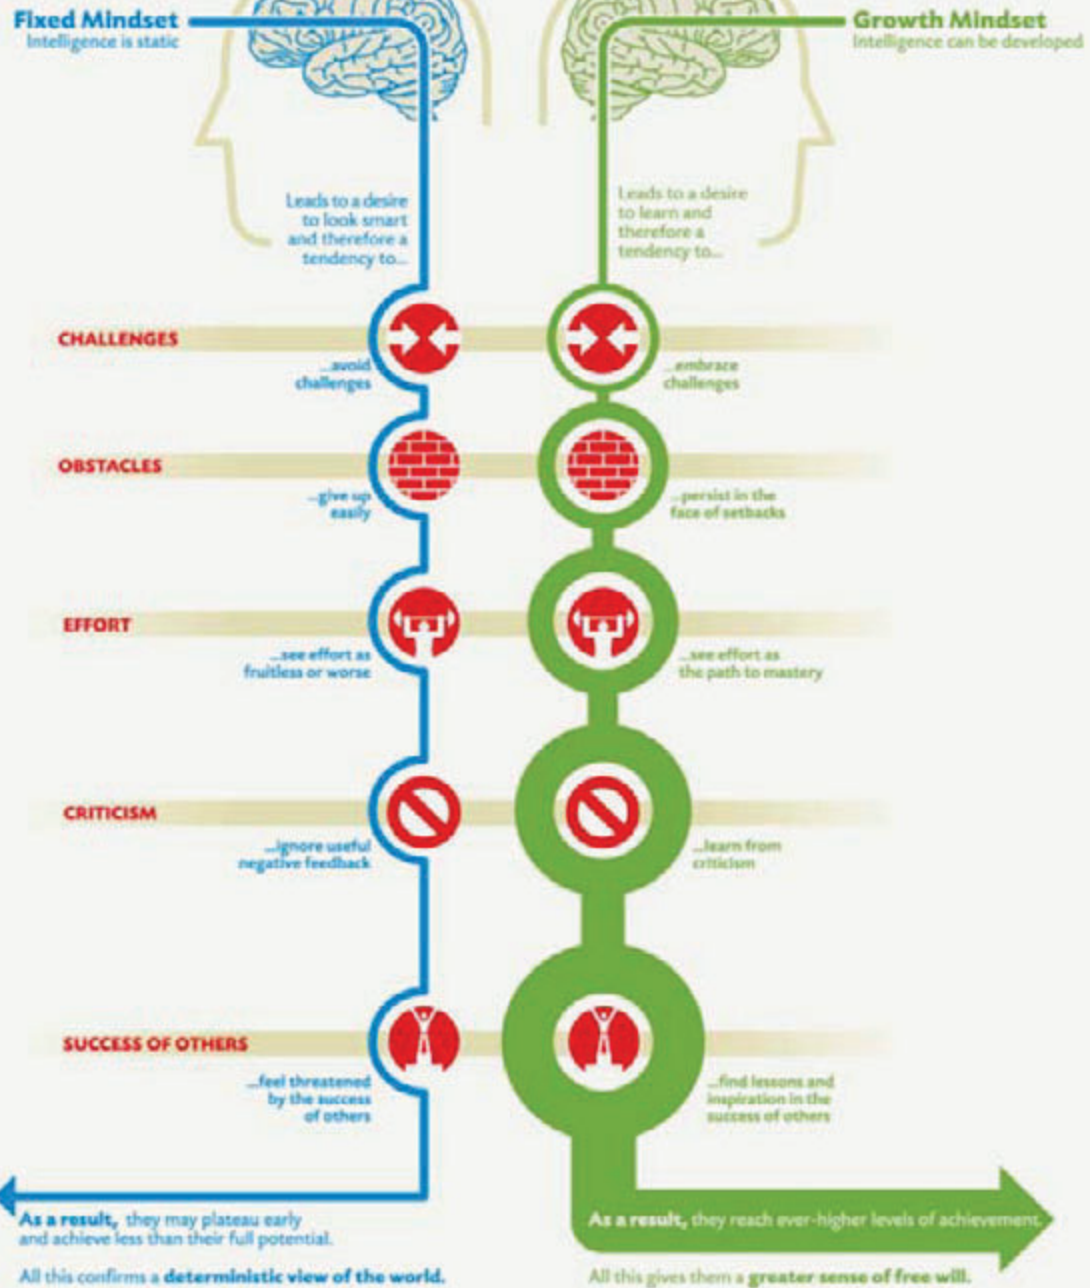 Fixed Mindset
Intelligence is static
Growth Mindset
Intelligence can be developed
Leads to a desire
to look smart
and therefore a
tendency to...
Leads to a desire
to learn and
therefore a
tendency to...
CHALLENGES
...avoid
challenges
...embrace
challenges
OBSTACLES
...give up
easily
...persist in the
face of setbacks
EFFORT
...see effort as
fruitless or worse
...see effort as
the path to mastery
CRITICISM
...ignore useful
negative feedback
...learn from
criticism
SUCCESS OF OTHERS
...feel threatened
by the success
of others
...find lessons and
inspiration in the
success of others
As a result, they may plateau early
and achieve less than their full potential.
All this confirms a deterministic view of the world.
As a result, they reach ever-higher levels of achievement.
All this gives them a greater sense of free will.